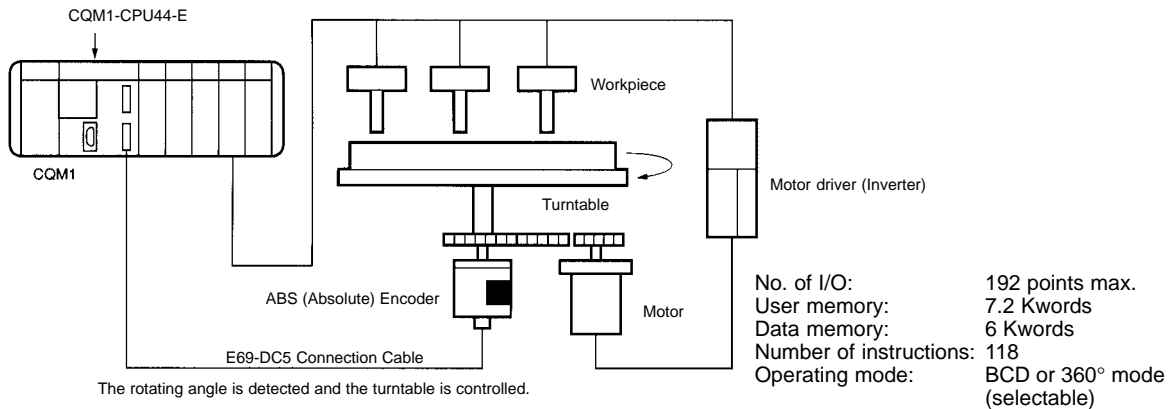 CQM1-CPU44-E
Workpiece
CQM1
Motor driver (Inverter)
Turntable
ABS (Absolute) Encoder
Motor
E69-DC5 Connection Cable
The rotating angle is detected and the turntable is controlled.
No. of I/O: 192 points max.
User memory: 7.2 Kwords
Data memory: 6 Kwords
Number of instructions: 118
Operating mode: BCD or 360° mode
(selectable)